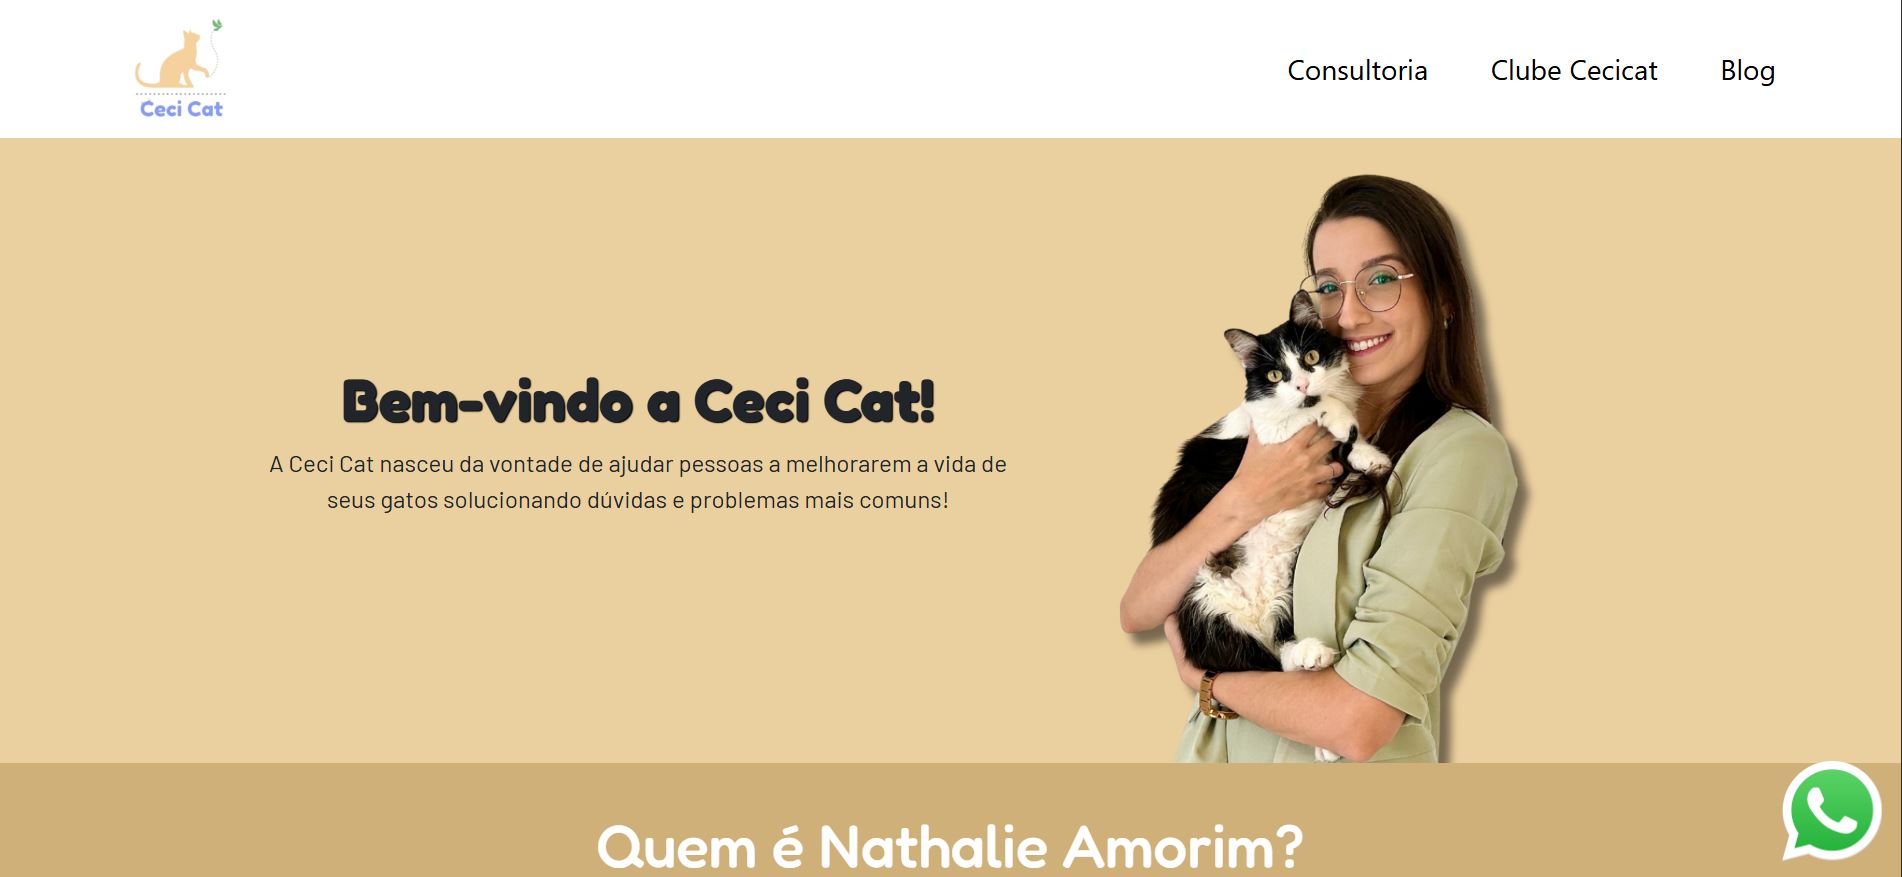 Ceci Cat
Consultoria
Clube Cecicat
Blog
Bem-vindo a Ceci Cat!
A Ceci Cat nasceu da vontade de ajudar pessoas a melhorarem a vida de
seus gatos solucionando dúvidas e problemas mais comuns!
Quem é Nathalie Amorim?